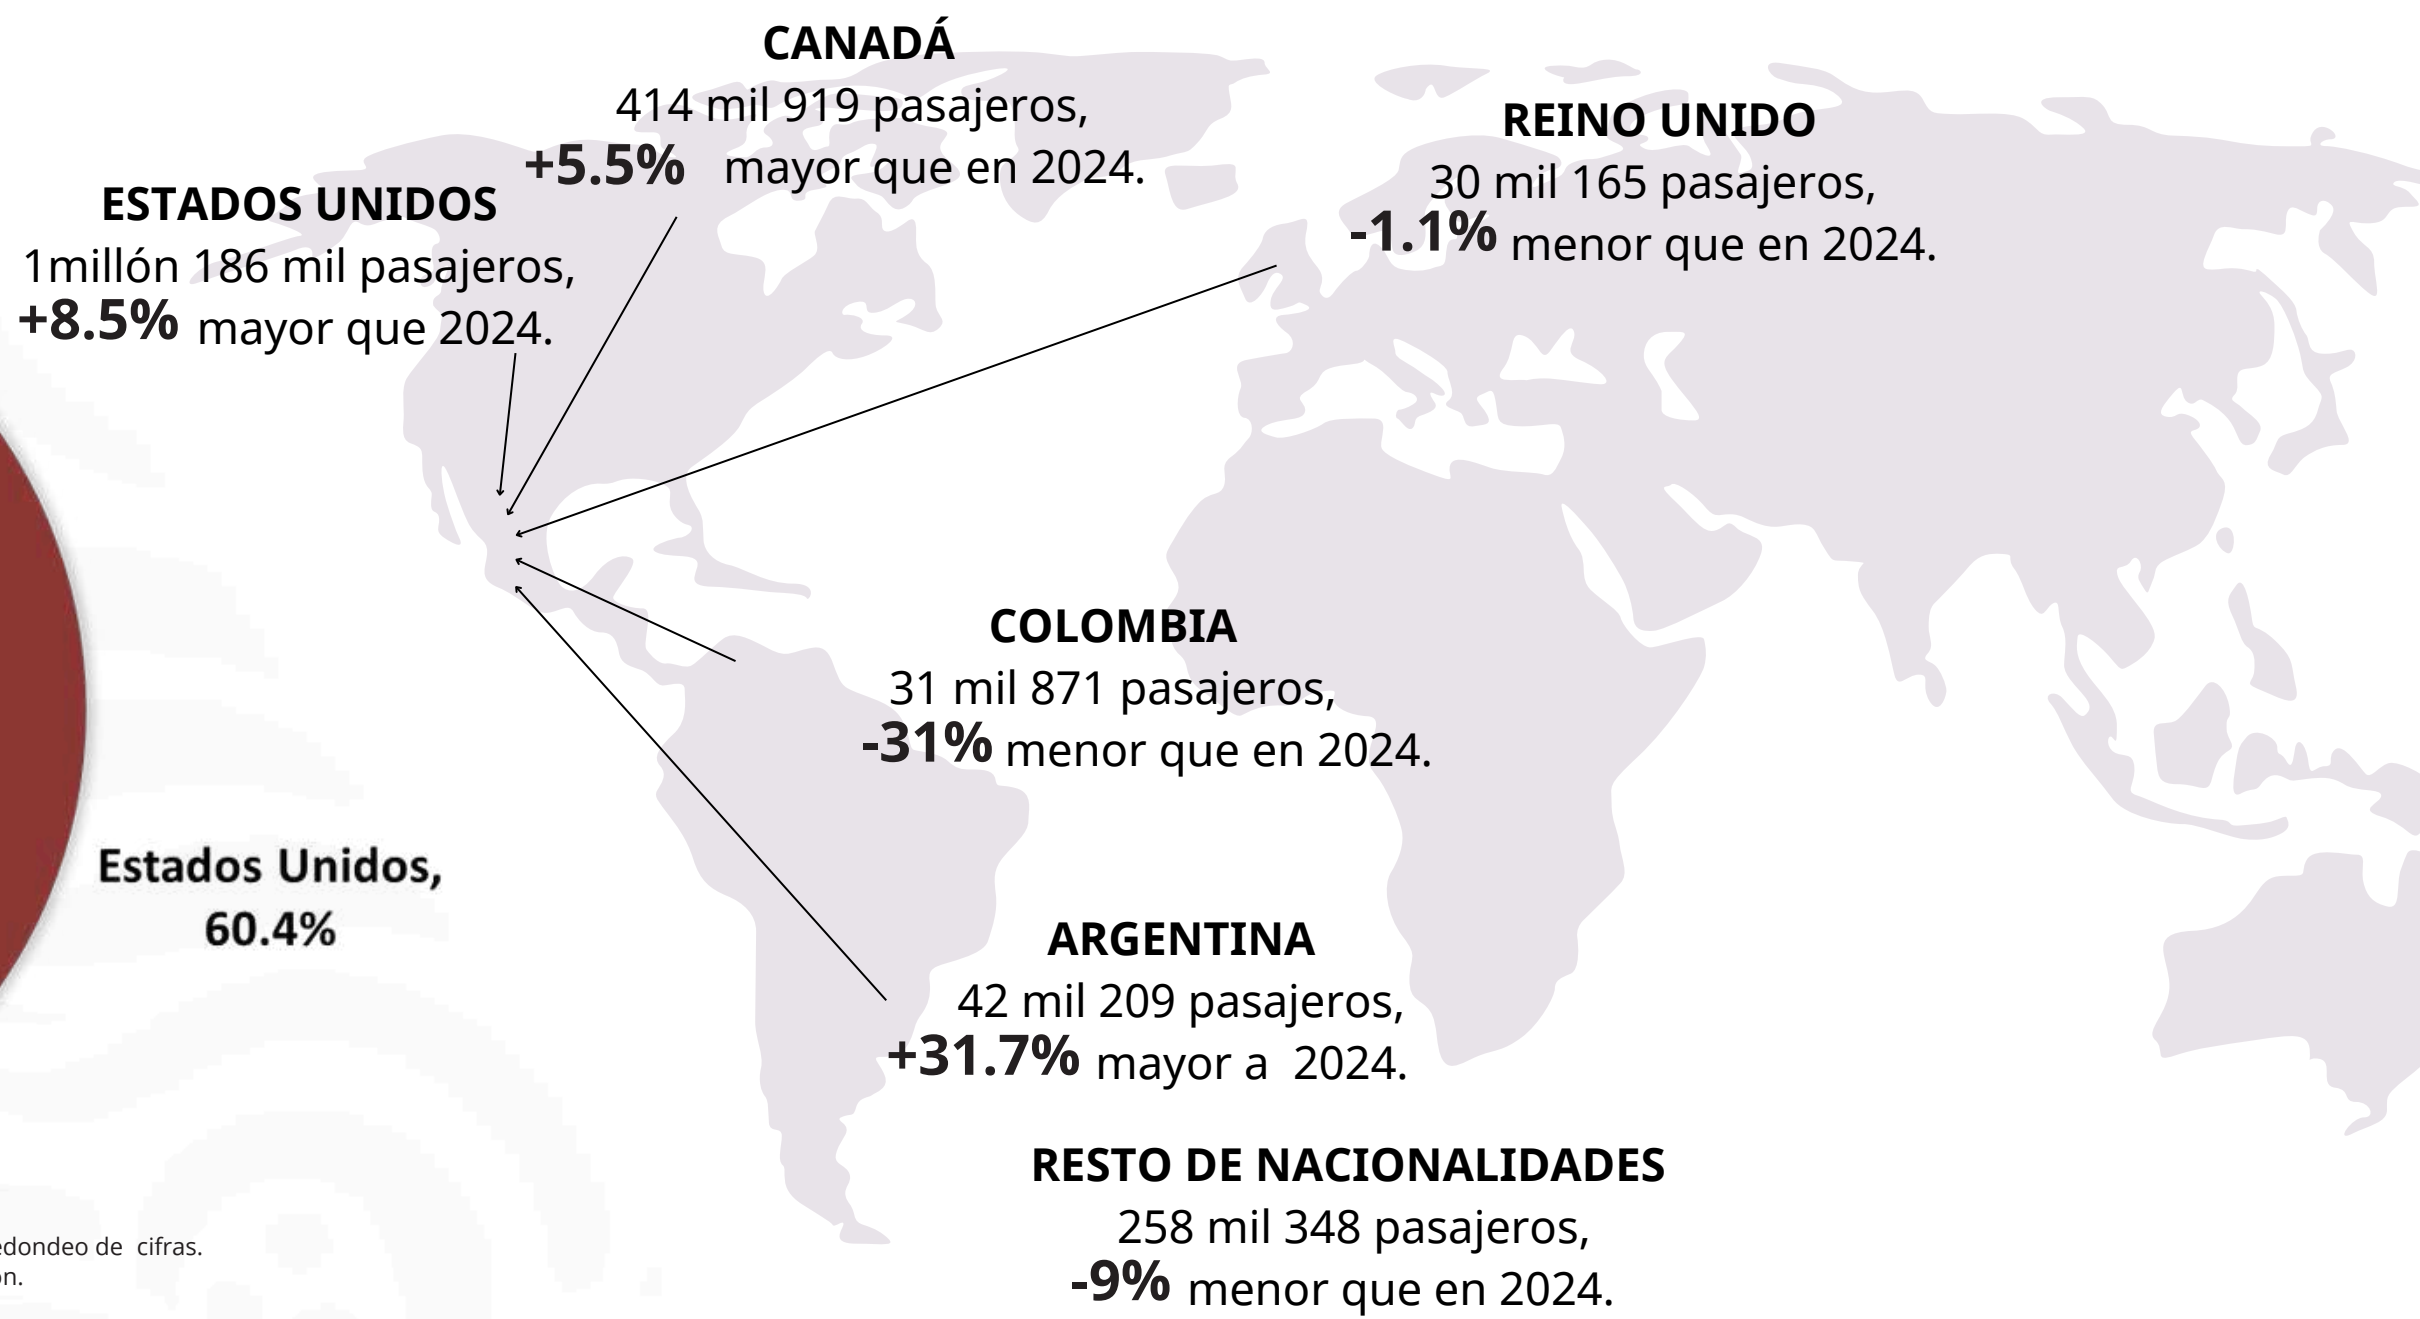 CANADÁ
414 mil 919 pasajeros,
+5.5% mayor que en 2024.
REINO UNIDO
30 mil 165 pasajeros,
-1.1% menor que en 2024.
ESTADOS UNIDOS
1millón 186 mil pasajeros,
+8.5% mayor que 2024.
COLOMBIA
31 mil 871 pasajeros,
-31% menor que en 2024.
Estados Unidos,
60.4%
ARGENTINA
42 mil 209 pasajeros,
+31.7% mayor a 2024.
RESTO DE NACIONALIDADES
258 mil 348 pasajeros,
-9% menor que en 2024.
de cifras.